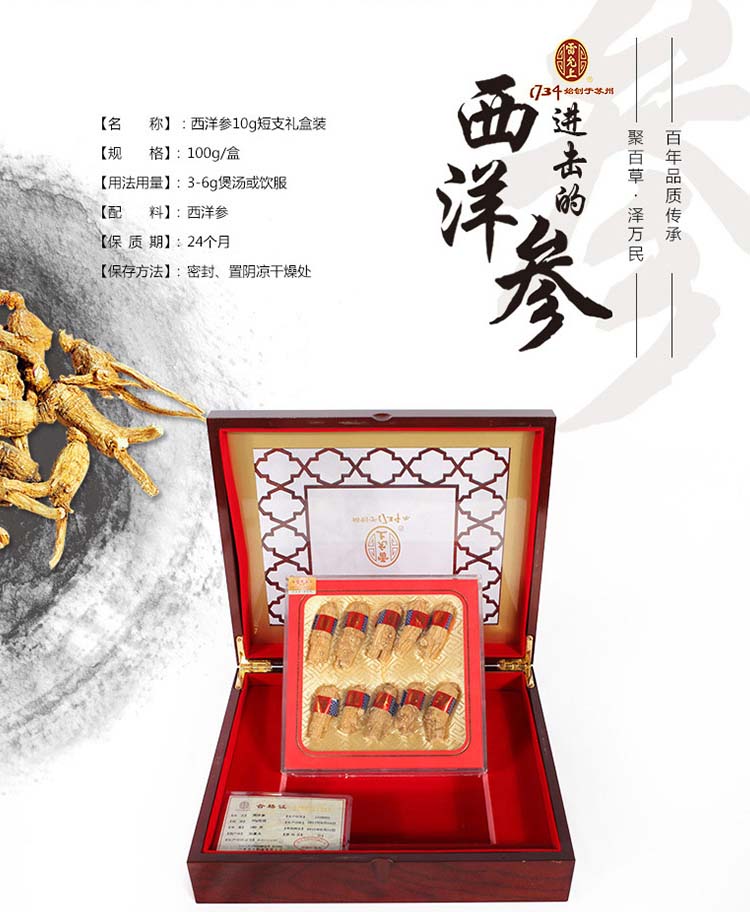 雷允上
1734始创于苏州
进击的
西洋参
百年品质传承
聚百草·泽万民
【名 称】：西洋参10g短支礼盒装
【规 格】：100g/盒
【用法用量】：3-6g煲汤或饮服
【配 料】：西洋参
【保 质 期】：24个月
【保存方法】：密封、置阴凉干燥处
参
雷允上
合格证